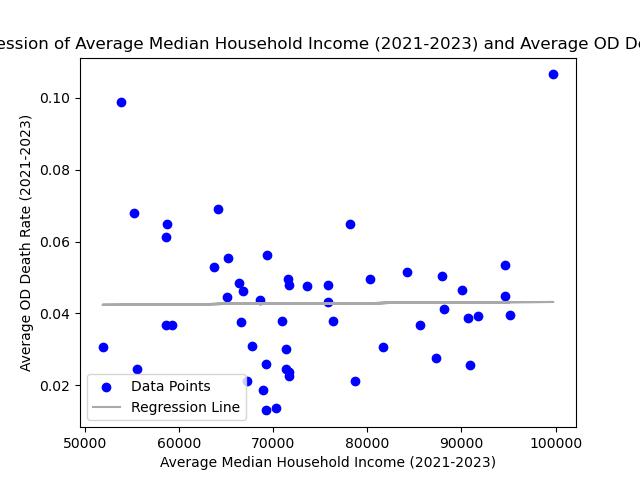 of Average Median Household Income (2021-2023) and Average OD
0.10
0.08
0.06
0.04
0.02
Average OD Death Rate (2021-2023)
Data Points
Regression Line
50000 60000 70000 80000 90000 100000
Average Median Household Income (2021-2023)